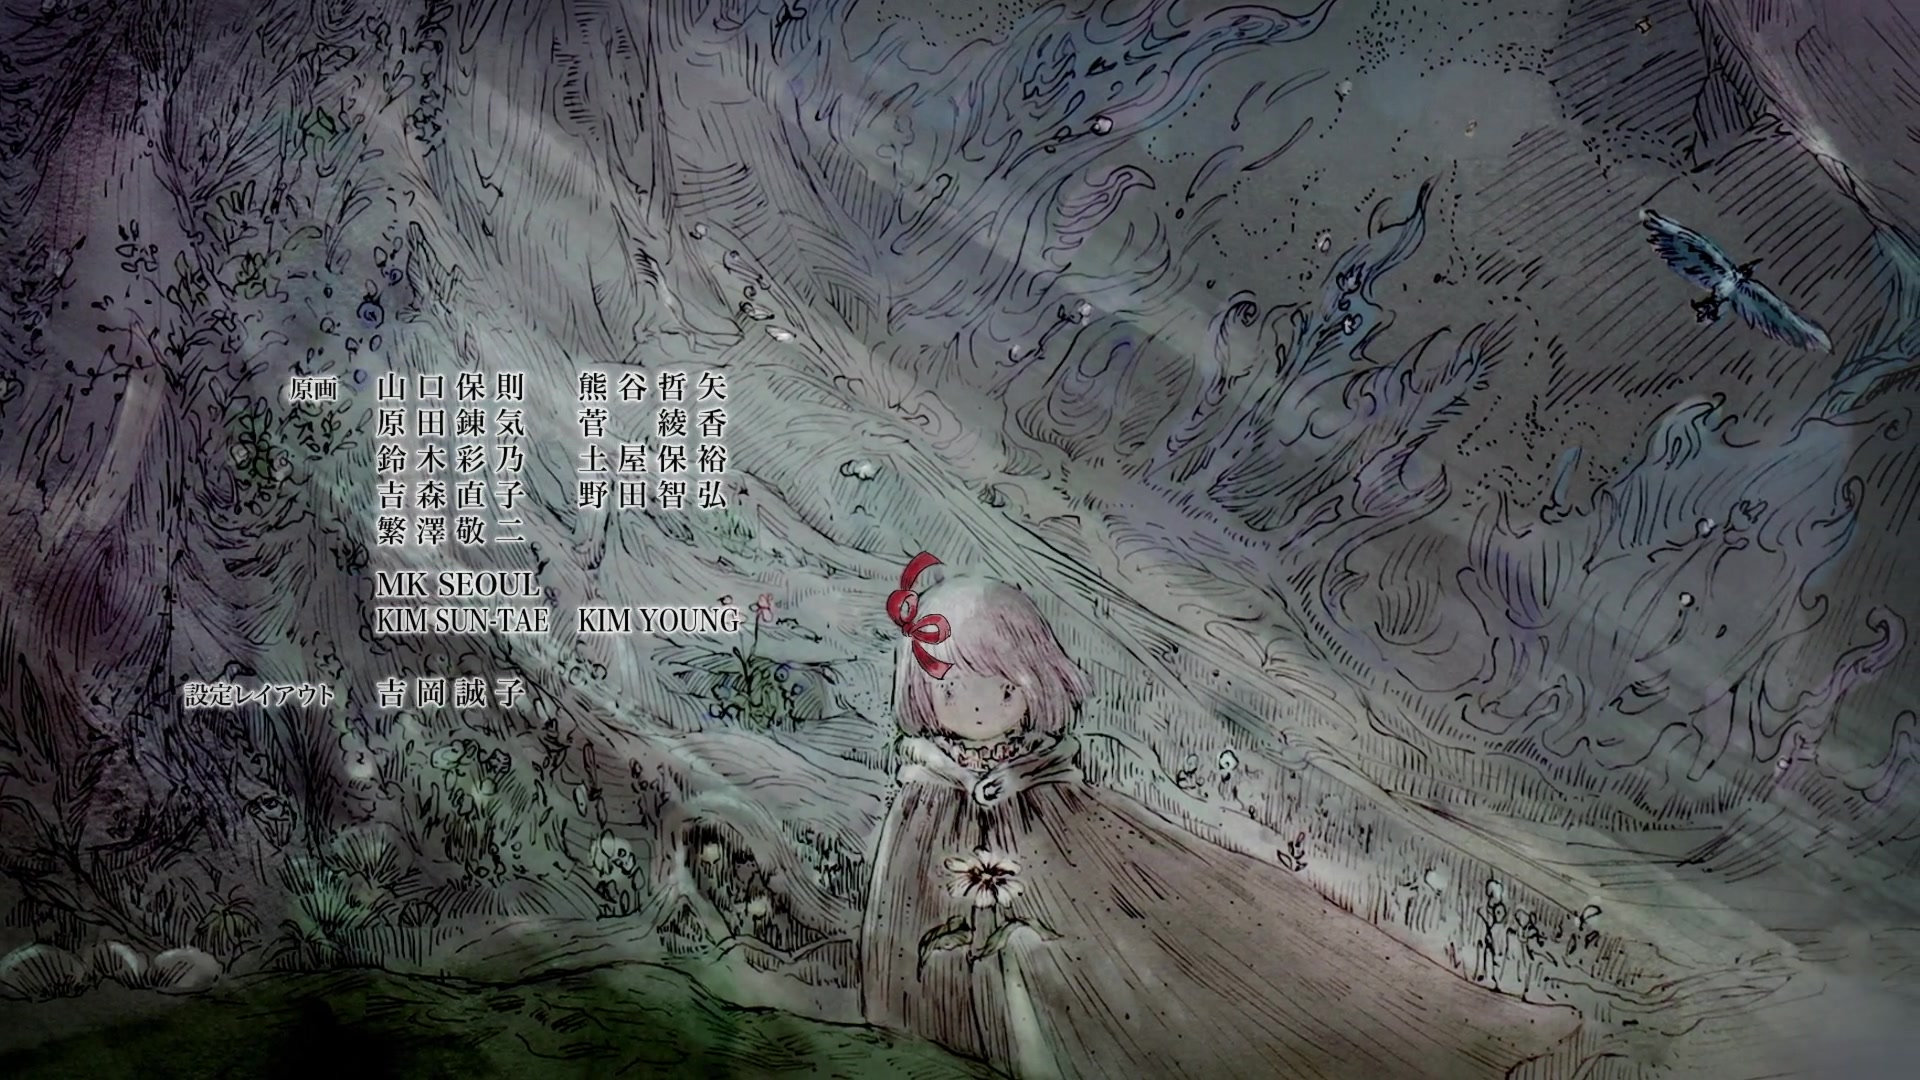 原画 山口保則 熊谷哲矢
原田錬気 菅 綾香
鈴木彩乃 土屋保裕
吉森直子 野田智弘
繁澤敬二
MK SEOUL
KIM SUN-TAE KIM YOUNG
設定レイアウト 吉岡誠子